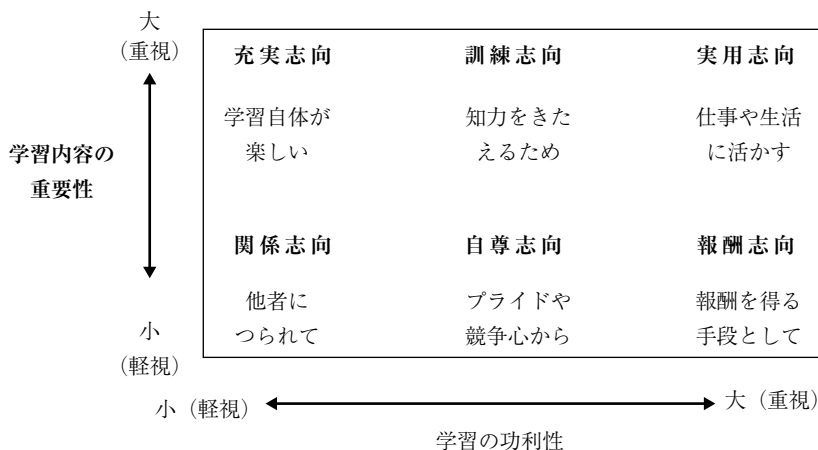 大
（重視）
学習内容の
重要性
小
（軽視）
充実志向
学習自体が
楽しい
訓練志向
知力をきた
えるため
実用志向
仕事や生活
に活かす
関係志向
他者に
つられて
自尊志向
プライドや
競争心から
報酬志向
報酬を得る
手段として
小（軽視）
大（重視）
学習の功利性